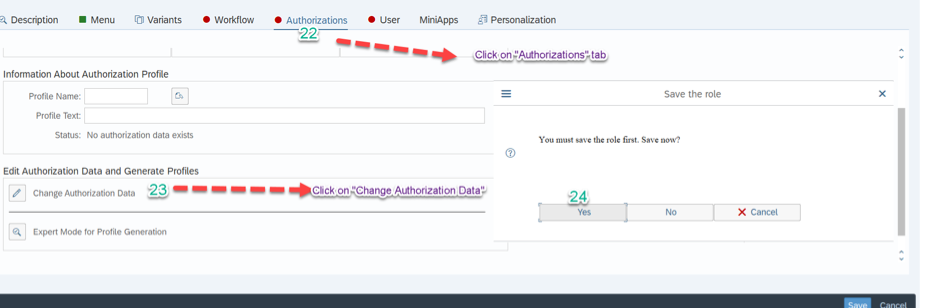 Description Menu Variants Workflow Authorizations User MiniApps Personalization
22
Click on "Authorizations" tab
Information About Authorization Profile
Profile Name:
Profile Text:
Status: No authorization data exists
Edit Authorization Data and Generate Profiles
Change Authorization Data 23 Click on "Change Authorization Data"
Expert Mode for Profile Generation
Save the role
You must save the role first. Save now?
24
Yes No Cancel
Save Cancel